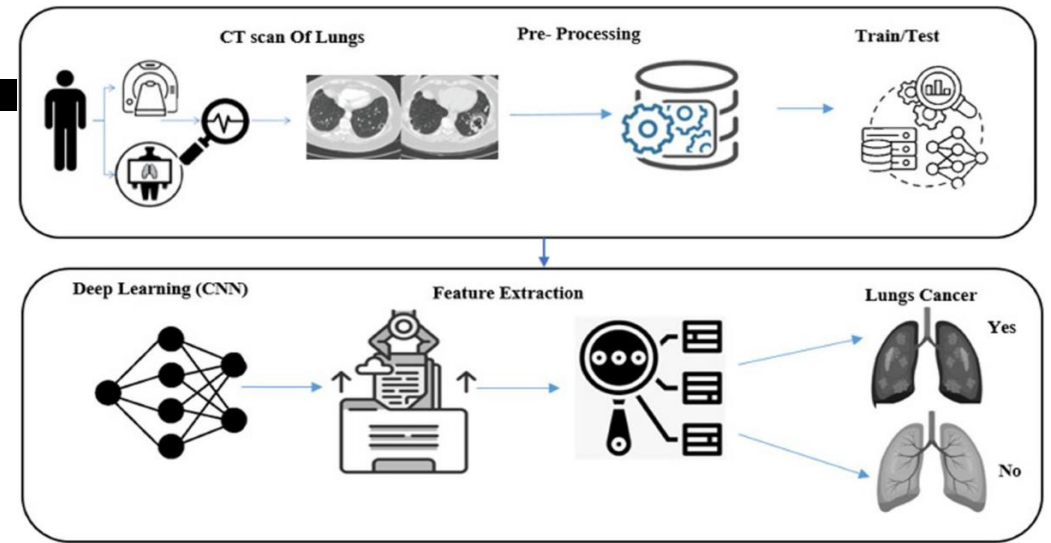 CT scan Of Lungs
Pre- Processing
Train/Test
Deep Learning (CNN)
Feature Extraction
Lungs Cancer
Yes
No